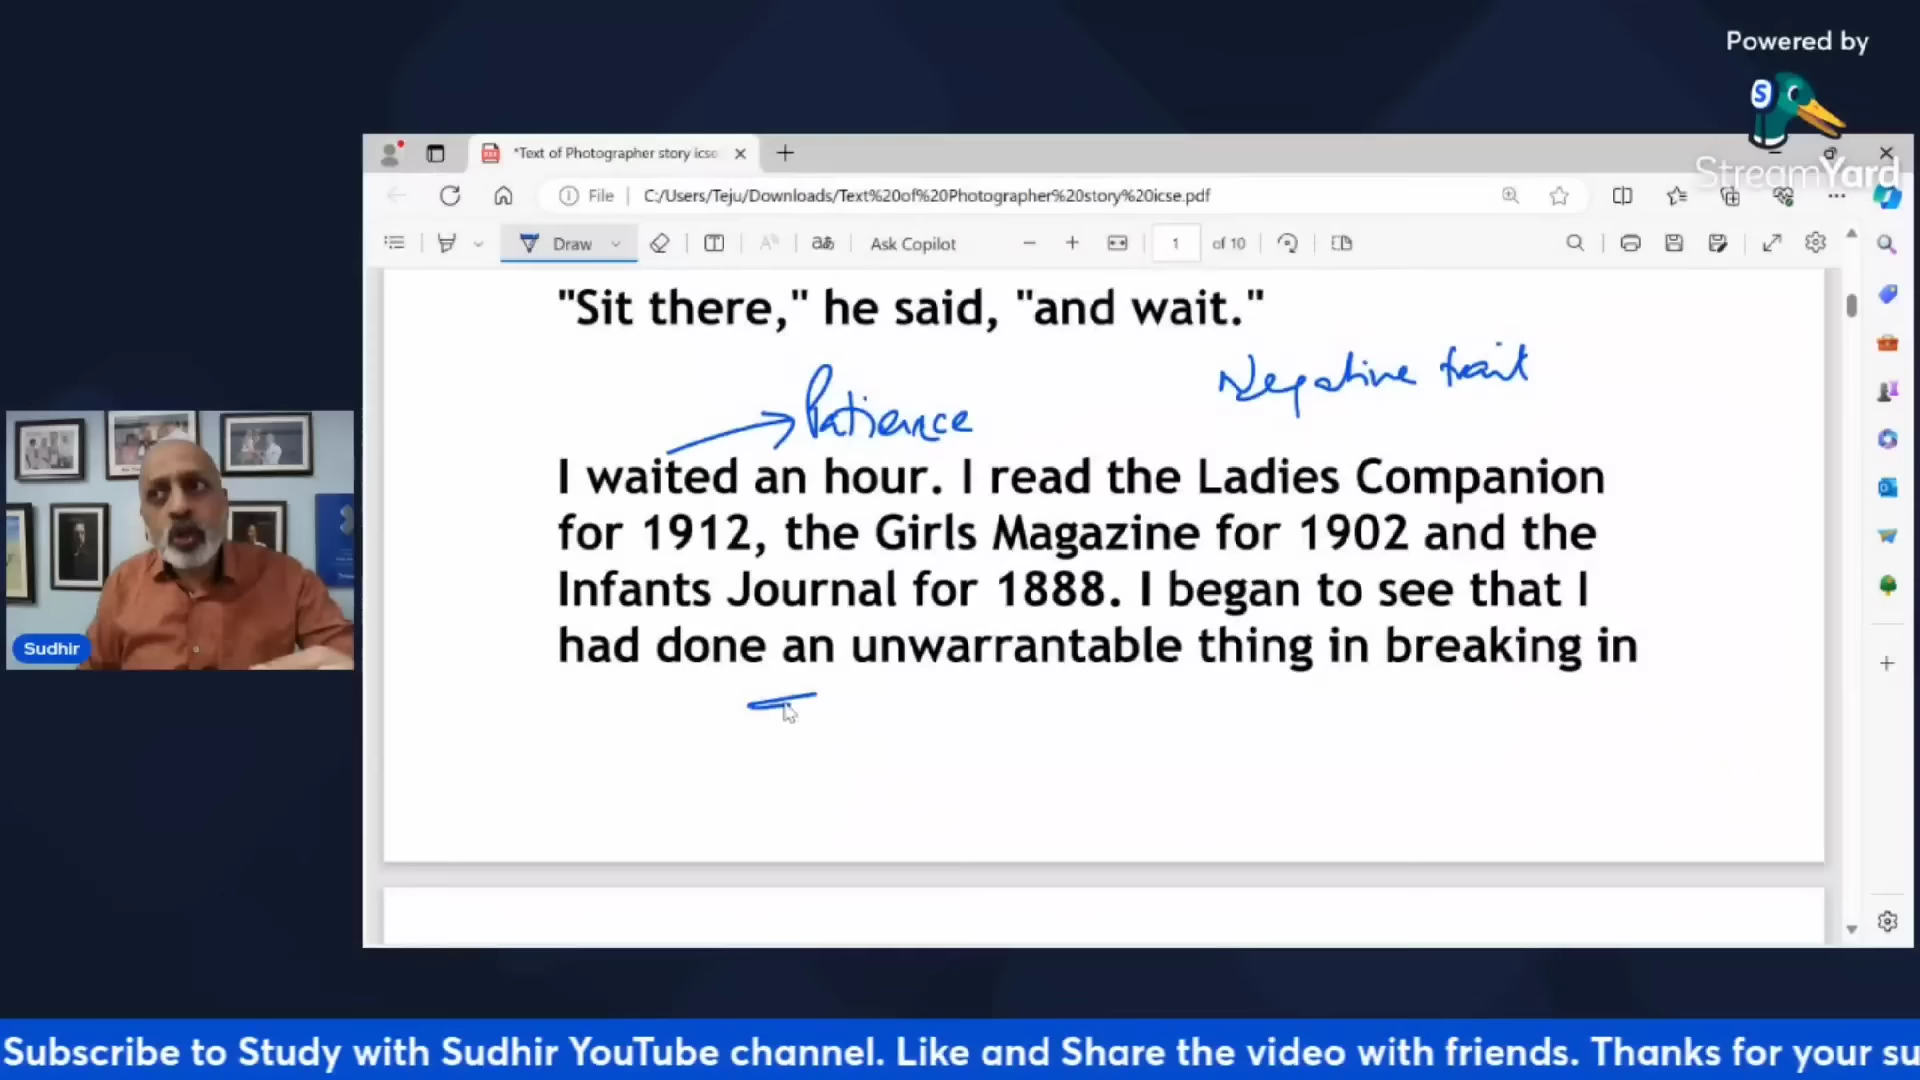 Powered by
S
StreamYard
*Text of Photographer story icse
File
C:/Users/Teju/Downloads/Text%20of%20Photographer%20story%20icse.pdf
Draw
Ask Copilot
1
of 10
"Sit there," he said, "and wait."
Negative trait
Patience
I waited an hour. I read the Ladies Companion
for 1912, the Girls Magazine for 1902 and the
Infants Journal for 1888. I began to see that I
had done an unwarrantable thing in breaking in
Sudhir
Subscribe to Study with Sudhir YouTube channel. Like and Share the video with friends. Thanks for your su